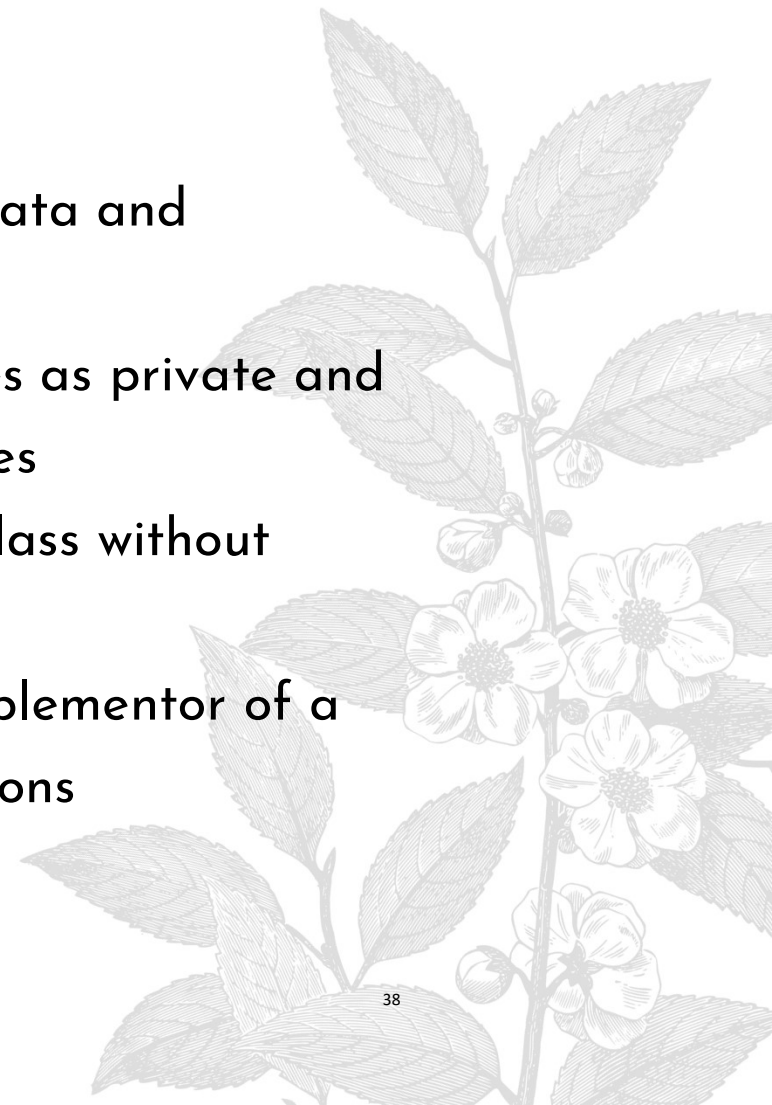 ata and
s as private and
es
lass without
plementor of a
ons
38